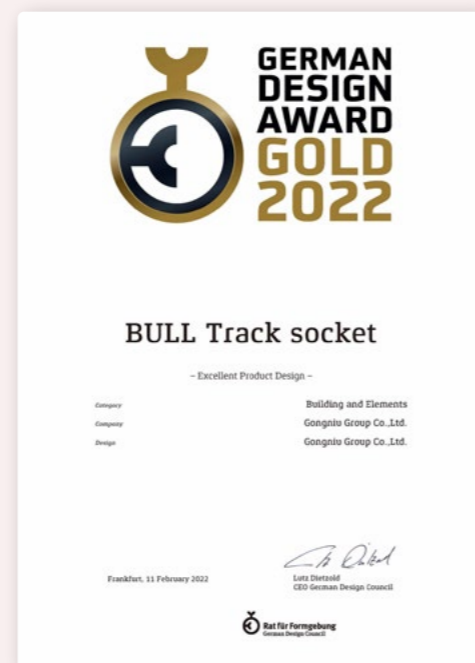 GERMAN
DESIGN
AWARD
GOLD
2022
BULL Track socket
– Excellent Product Design –
Category Building and Elements
Company Gongniu Group Co.,Ltd.
Design Gongniu Group Co.,Ltd.
Frankfurt, 11 February 2022
Lutz Dietzold
CEO German Design Council
Rat für Formgebung
German Design Council